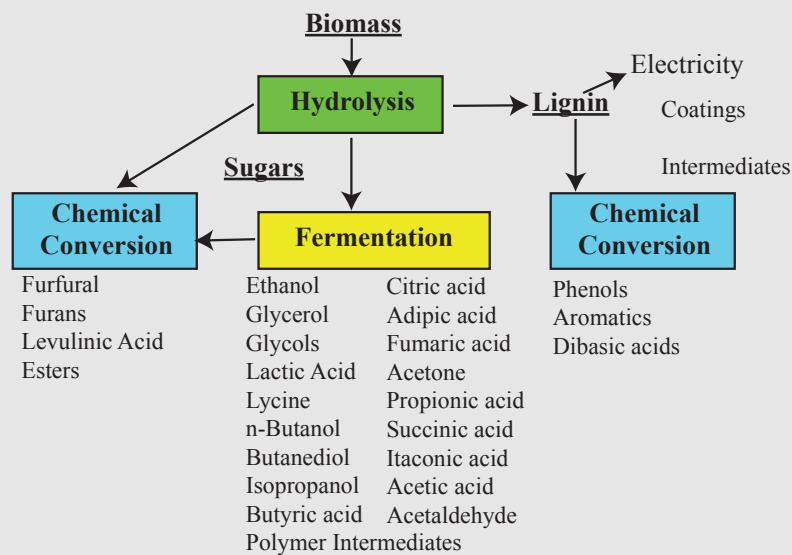 Biomass
Hydrolysis
Lignin
Electricity
Coatings
Intermediates
Sugars
Chemical
Conversion
Furfural
Furans
Levulinic Acid
Esters
Fermentation
Ethanol
Glycerol
Glycols
Lactic Acid
Lycine
n-Butanol
Butanediol
Isopropanol
Butyric acid
Polymer Intermediates
Citric acid
Adipic acid
Fumaric acid
Acetone
Propionic acid
Succinic acid
Itaconic acid
Acetic acid
Acetaldehyde
Chemical
Conversion
Phenols
Aromatics
Dibasic acids